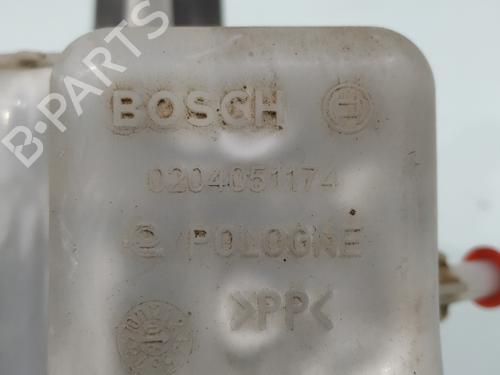 B-PARTS
BOSCH
0204051174
POLOGNE
>PP<